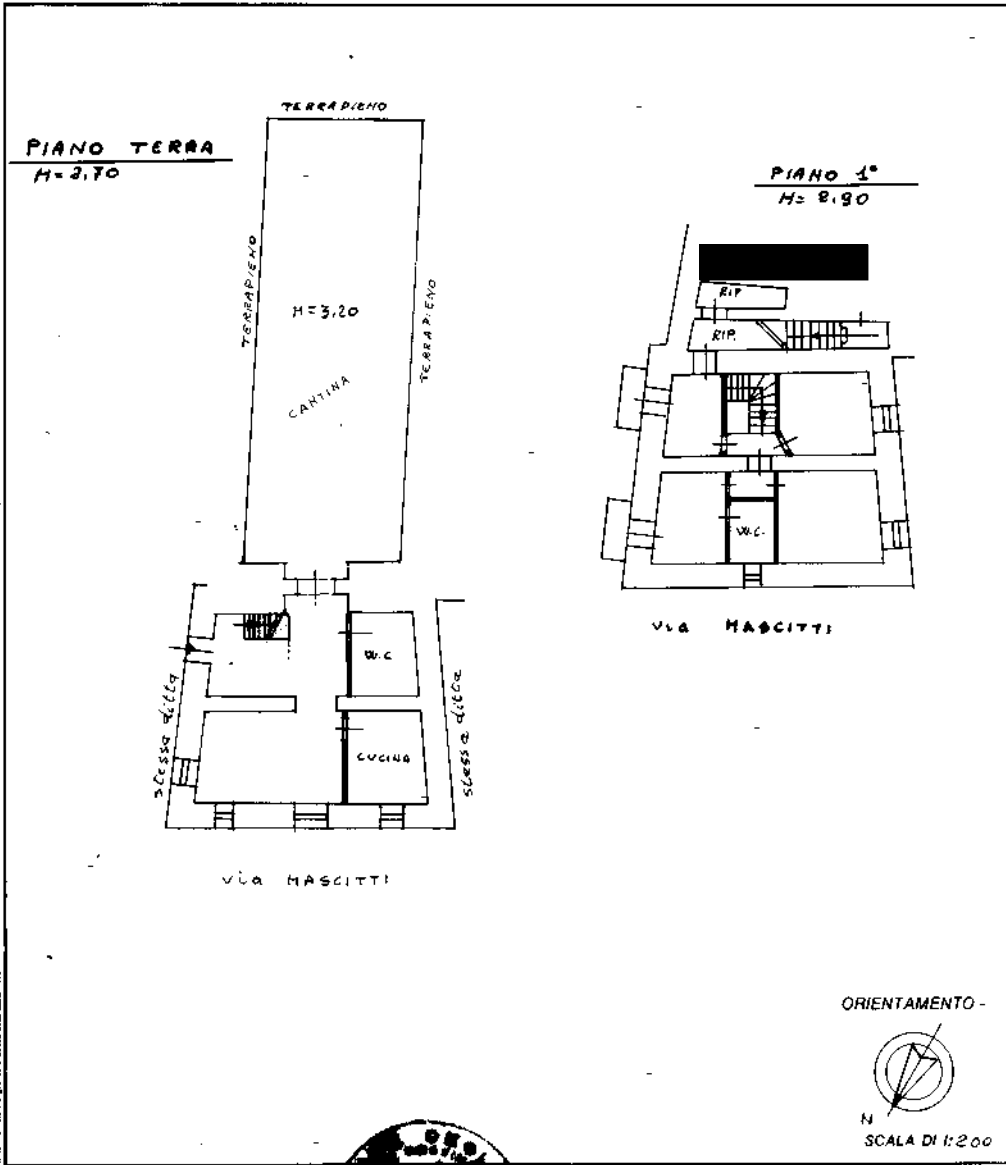 TERRAPIENO
PIANO TERRA
H=2,70
PIANO 1°
H= 2,90
TERRAPIENO
TERRAPIENO
H=3,20
CANTINA
RIP.
RIP.
W.C.
via MASCITTI
W.C
stessa ditta
stessa ditta
CUCINA
via MASCITTI
ORIENTAMENTO -
N
SCALA DI 1:200